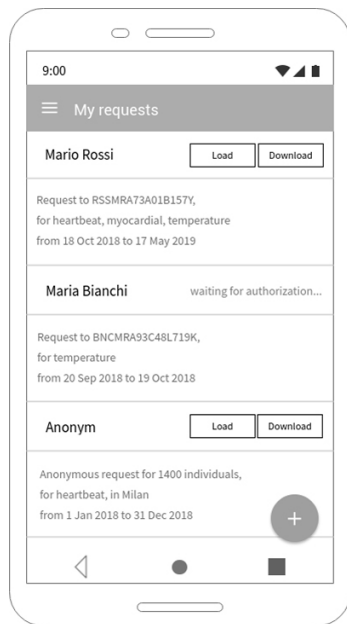 9:00
My requests
Mario Rossi Load Download
Request to RSSMRA73A01B157Y,
for heartbeat, myocardial, temperature
from 18 Oct 2018 to 17 May 2019
Maria Bianchi waiting for authorization...
Request to BNCMRA93C48L719K,
for temperature
from 20 Sep 2018 to 19 Oct 2018
Anonym Load Download
Anonymous request for 1400 individuals,
for heartbeat, in Milan
from 1 Jan 2018 to 31 Dec 2018
+